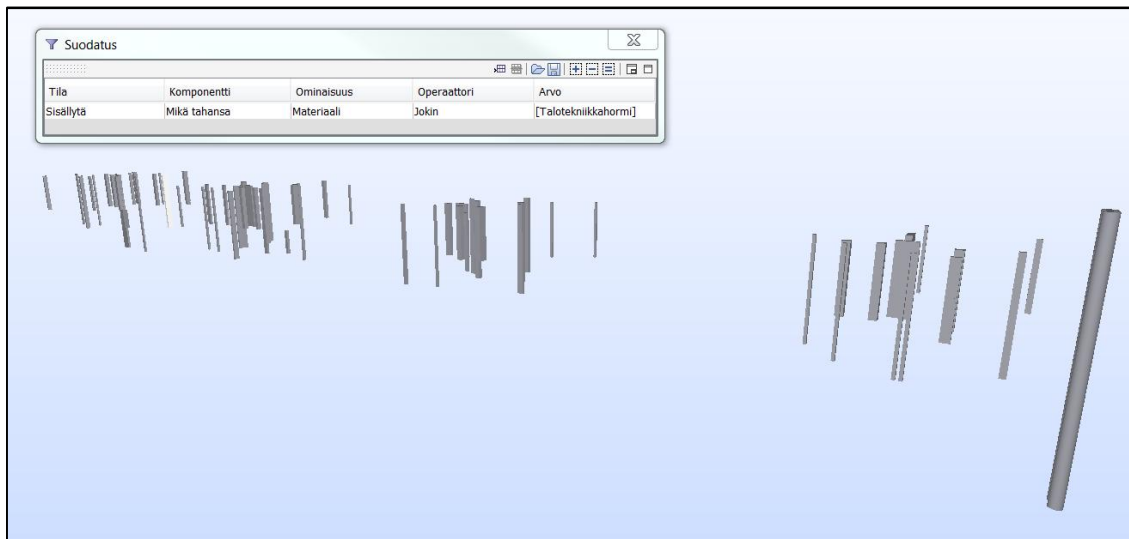 Suodatus
Tila Komponentti Ominaisuus Operaattori Arvo
Sisällytä Mikä tahansa Materiaali Jokin [Talotekniikkahormi]